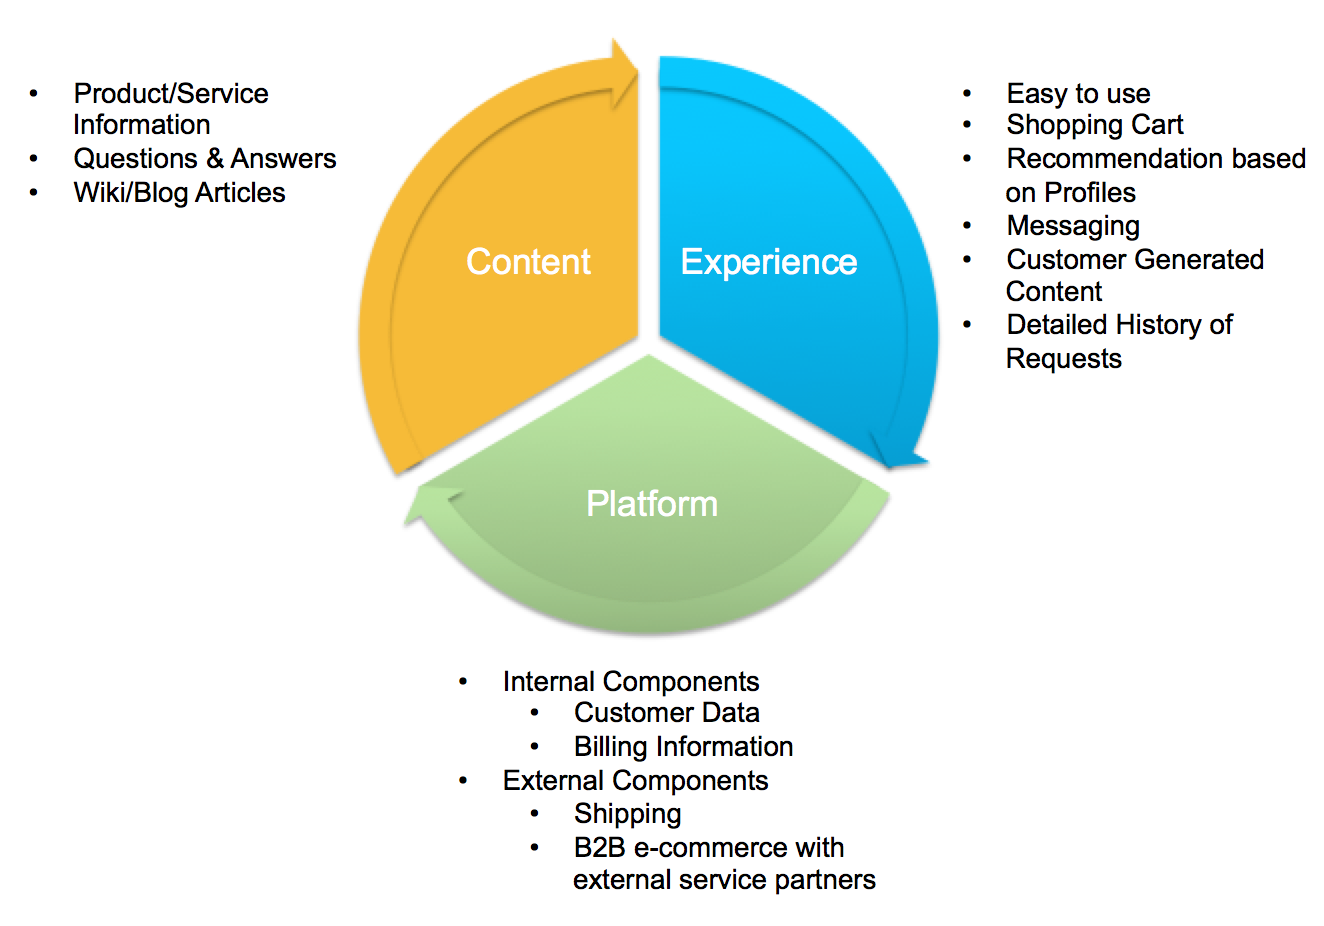 • Product/Service
Information
• Questions & Answers
• Wiki/Blog Articles
Content
Experience
Platform
• Easy to use
• Shopping Cart
• Recommendation based
on Profiles
• Messaging
• Customer Generated
Content
• Detailed History of
Requests
• Internal Components
• Customer Data
• Billing Information
• External Components
• Shipping
• B2B e-commerce with
external service partners